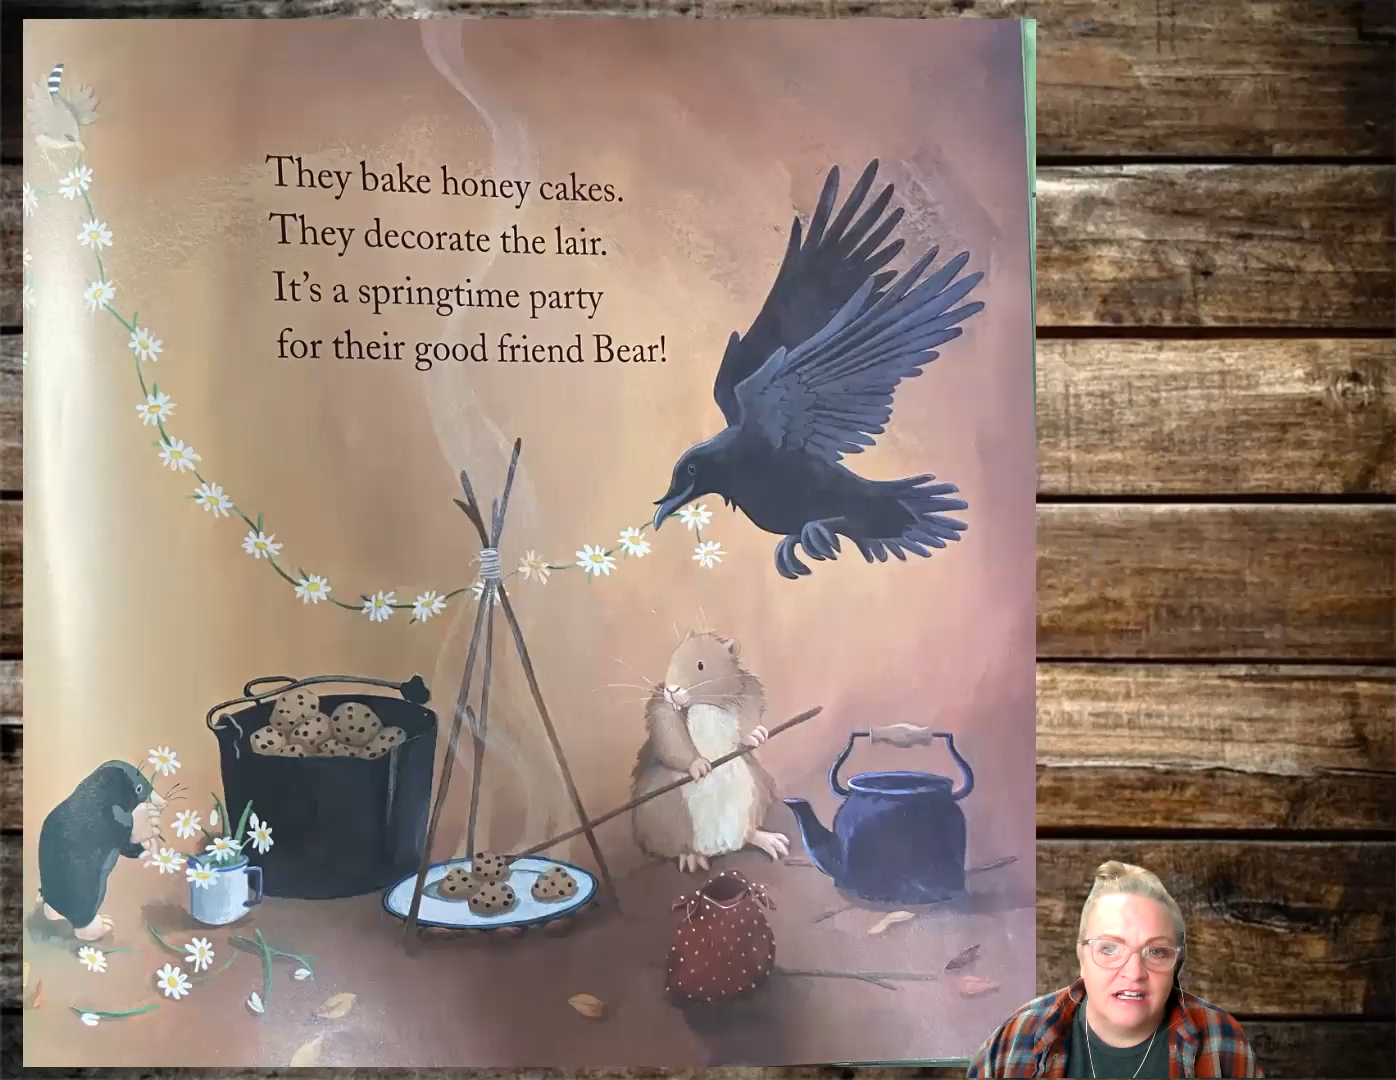 They bake honey cakes.
They decorate the lair.
It's a springtime party
for their good friend Bear!